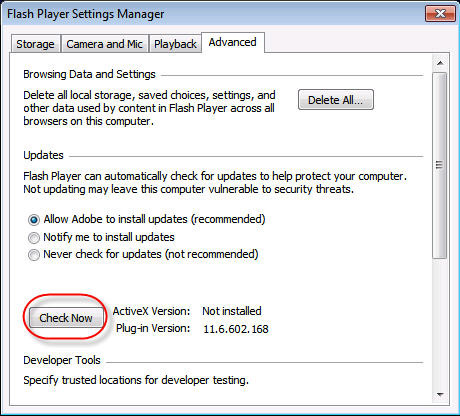 Flash Player Settings Manager
Storage Camera and Mic Playback Advanced
Browsing Data and Settings
Delete all local storage, saved choices, settings, and
other data used by content in Flash Player across all
browsers on this computer.
Delete All...
Updates
Flash Player can automatically check for updates to help protect your computer.
Not updating may leave this computer vulnerable to security threats.
Allow Adobe to install updates (recommended)
Notify me to install updates
Never check for updates (not recommended)
Check Now
ActiveX Version: Not installed
Plug-in Version: 11.6.602.168
Developer Tools
Specify trusted locations for developer testing.